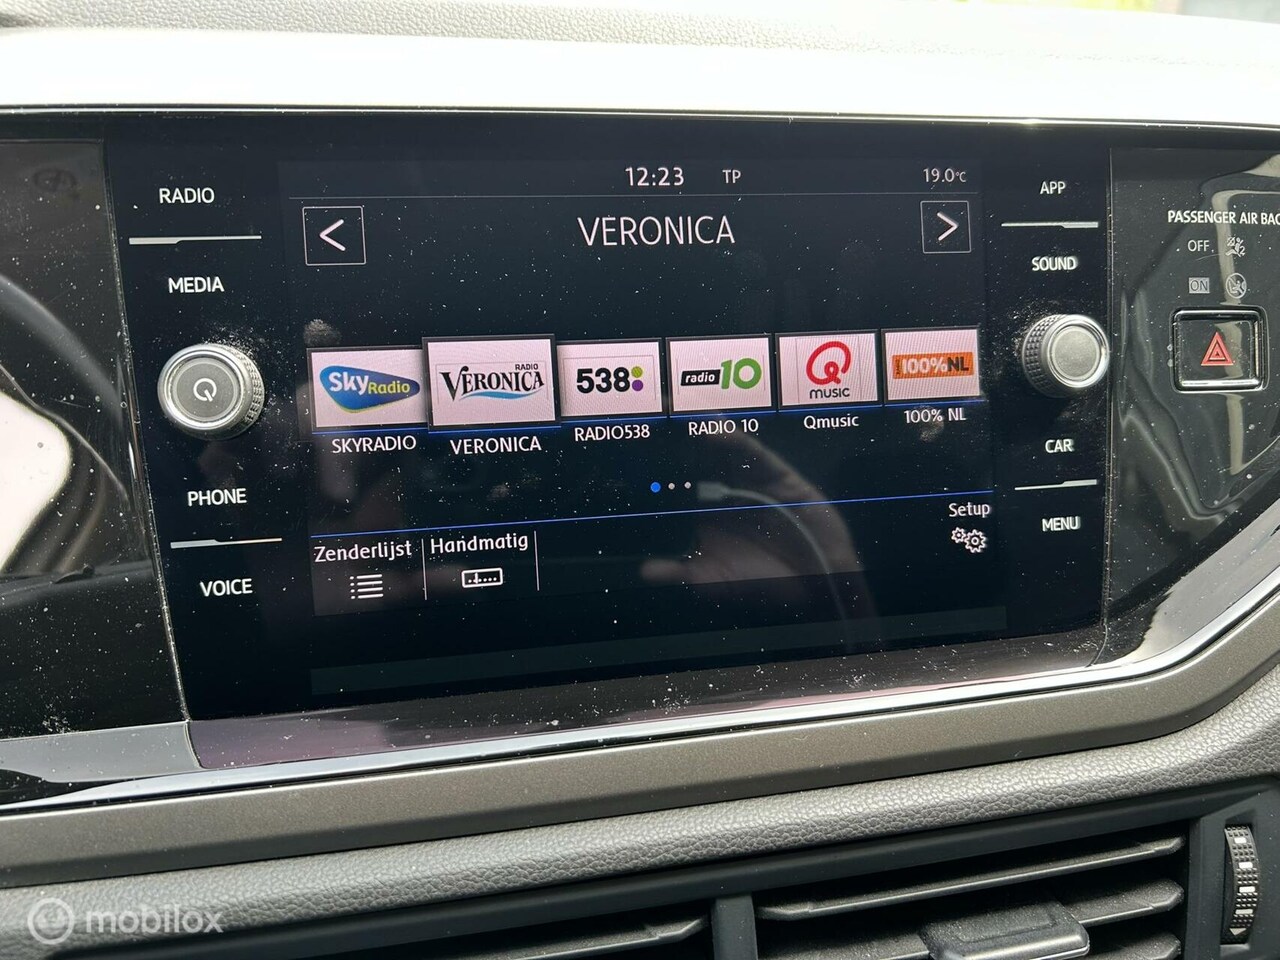 RADIO
MEDIA
PHONE
VOICE
12:23
TP
19.0°C
VERONICA
Sky Radio
RADIO
VERONICA
538
radio 10
Q
MUSIC
100%NL
SKYRADIO
VERONICA
RADIO538
RADIO 10
Qmusic
100% NL
Zenderlijst
Handmatig
Setup
APP
SOUND
CAR
MENU
PASSENGER AIR BAG
OFF
ON
mobilox